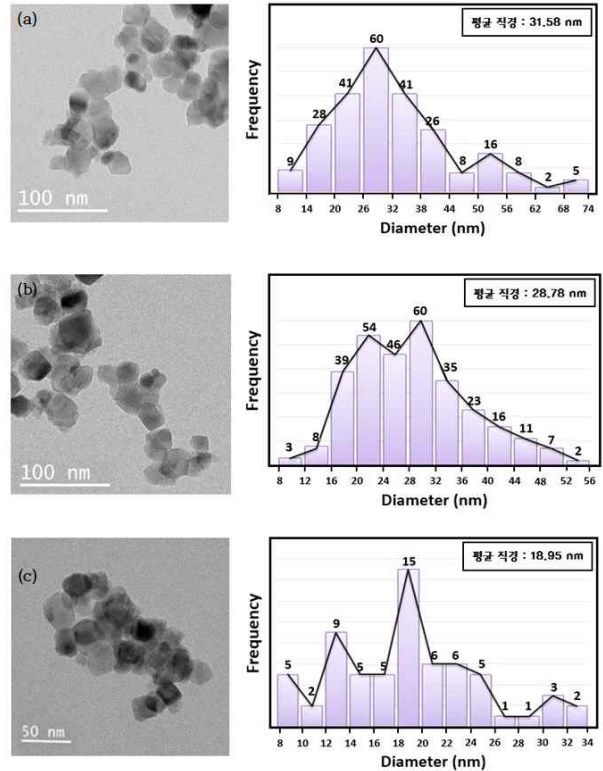 (a)
100 nm
평균 직경 : 31.58 nm
Frequency
9 28 41 60 41 26 8 16 8 2 5
8 14 20 26 32 38 44 50 56 62 68 74
Diameter (nm)
(b)
100 nm
평균 직경 : 28.78 nm
Frequency
3 8 39 54 46 60 35 23 16 11 7 2
8 12 16 20 24 28 32 36 40 44 48 52 56
Diameter (nm)
(c)
50 nm
평균 직경 : 18.95 nm
Frequency
5 2 9 5 5 15 6 6 5 1 1 3 2
8 10 12 14 16 18 20 22 24 26 28 30 32 34
Diameter (nm)